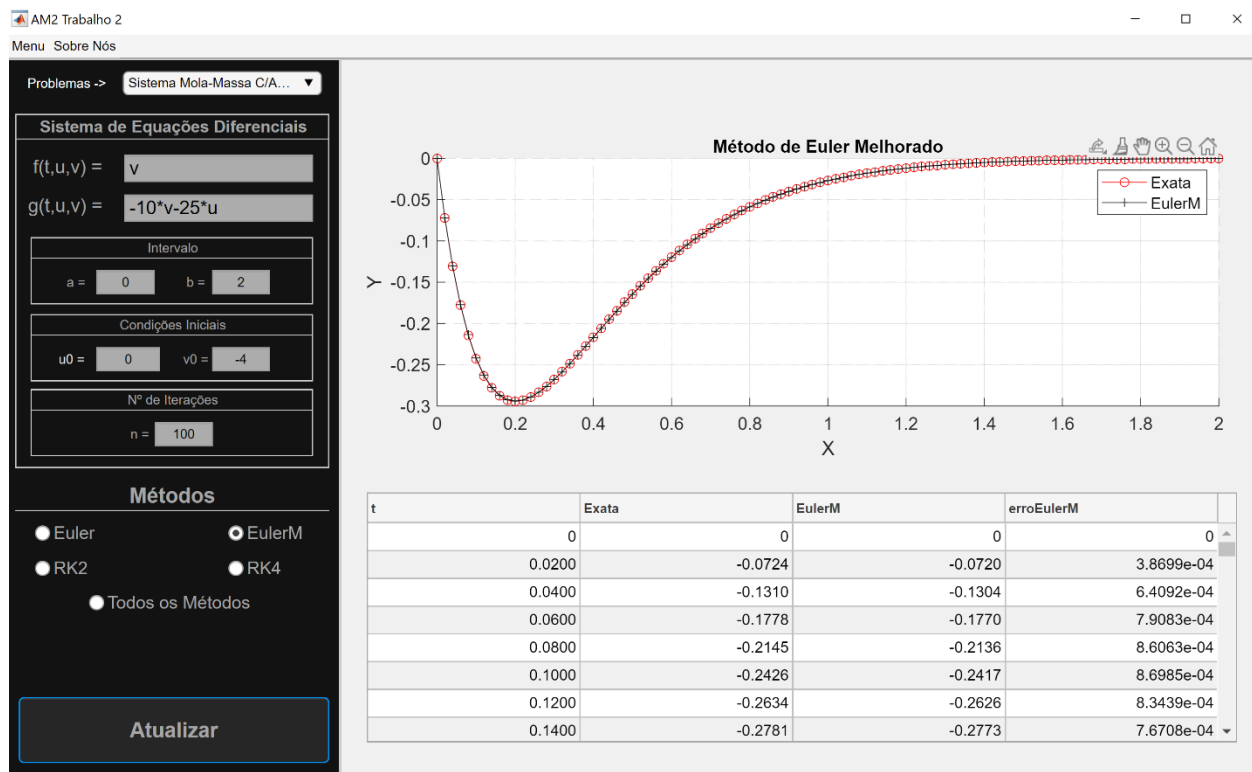 AM2 Trabalho 2
Menu Sobre Nós
Problemas -> Sistema Mola-Massa C/A...
Sistema de Equações Diferenciais
f(t,u,v) = v
g(t,u,v) = -10*v-25*u
Intervalo
a = 0 b = 2
Condições Iniciais
u0 = 0 v0 = -4
Nº de Iterações
n = 100
Métodos
Euler EulerM
RK2 RK4
Todos os Métodos
Atualizar
Método de Euler Melhorado
Exata
EulerM
0
-0.05
-0.1
-0.15
-0.2
-0.25
-0.3
Y
0 0.2 0.4 0.6 0.8 1 1.2 1.4 1.6 1.8 2
X
t Exata EulerM erroEulerM
0 0 0 0
0.0200 -0.0724 -0.0720 3.8699e-04
0.0400 -0.1310 -0.1304 6.4092e-04
0.0600 -0.1778 -0.1770 7.9083e-04
0.0800 -0.2145 -0.2136 8.6063e-04
0.1000 -0.2426 -0.2417 8.6985e-04
0.1200 -0.2634 -0.2626 8.3439e-04
0.1400 -0.2781 -0.2773 7.6708e-04